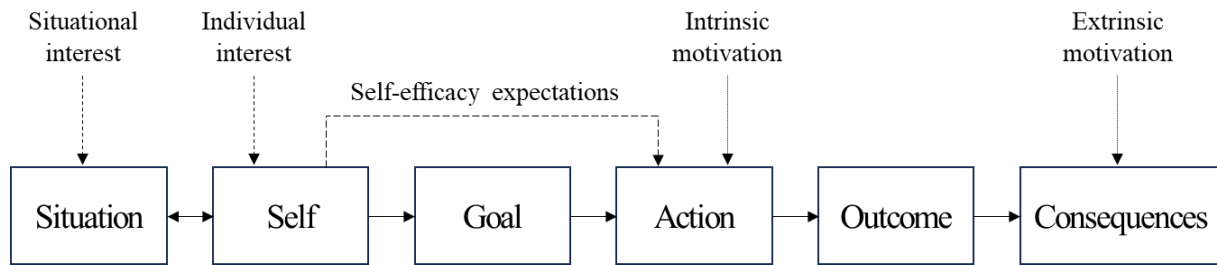 Situational
interest
Individual
interest
Intrinsic
motivation
Extrinsic
motivation
Self-efficacy expectations
Situation
Self
Goal
Action
Outcome
Consequences